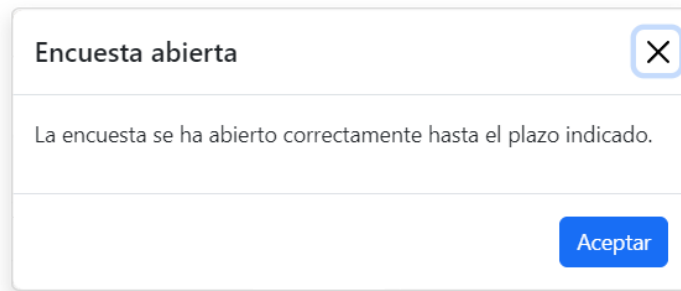 Encuesta abierta
La encuesta se ha abierto correctamente hasta el plazo indicado.
Aceptar